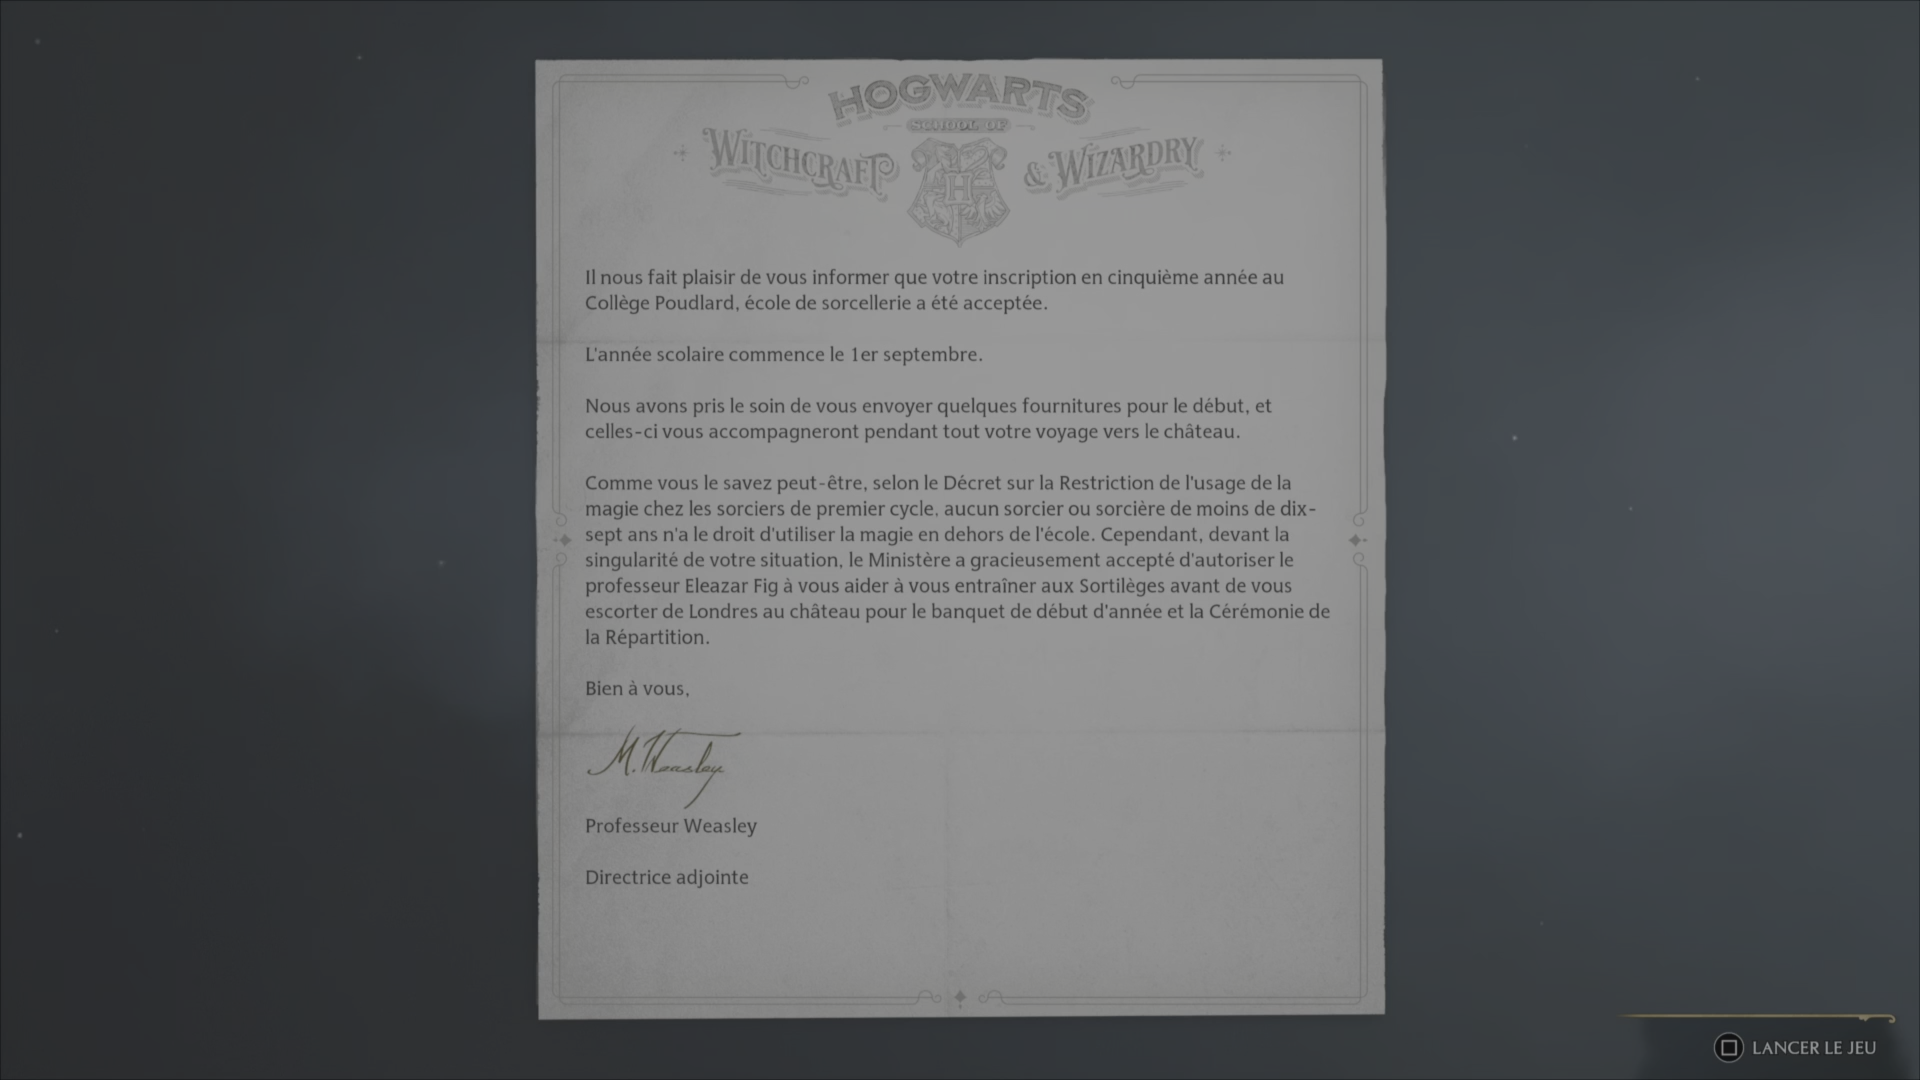 HOGWARTS
SCHOOL OF
WITCHCRAFT & WIZARDRY
H
Il nous fait plaisir de vous informer que votre inscription en cinquième année au
Collège Poudlard, école de sorcellerie a été acceptée.
L'année scolaire commence le 1er septembre.
Nous avons pris le soin de vous envoyer quelques fournitures pour le début, et
celles-ci vous accompagneront pendant tout votre voyage vers le château.
Comme vous le savez peut-être, selon le Décret sur la Restriction de l'usage de la
magie chez les sorciers de premier cycle, aucun sorcier ou sorcière de moins de dix-
sept ans n'a le droit d'utiliser la magie en dehors de l'école. Cependant, devant la
singularité de votre situation, le Ministère a gracieusement accepté d'autoriser le
professeur Eleazar Fig à vous aider à vous entraîner aux Sortilèges avant de vous
escorter de Londres au château pour le banquet de début d'année et la Cérémonie de
la Répartition.
Bien à vous,
M. Weasley
Professeur Weasley
Directrice adjointe
LANCER LE JEU